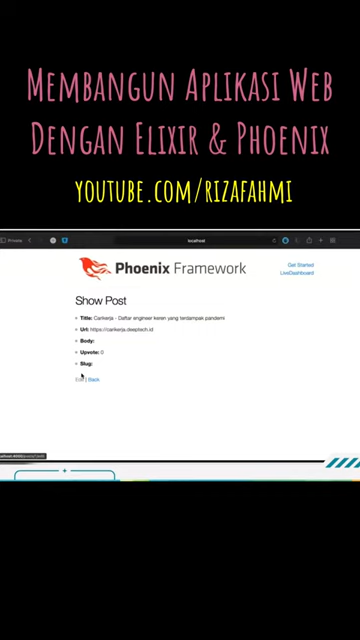 Membangun Aplikasi Web
Dengan Elixir & Phoenix
youtube.com/rizafahmi
Private
localhost
Phoenix Framework
Get Started
LiveDashboard
Show Post
Title: Carikerja - Daftar engineer keren yang terdampak pandemi
Url: https://carikerja.deeptech.id
Body:
Upvote: 0
Slug:
Edit | Back